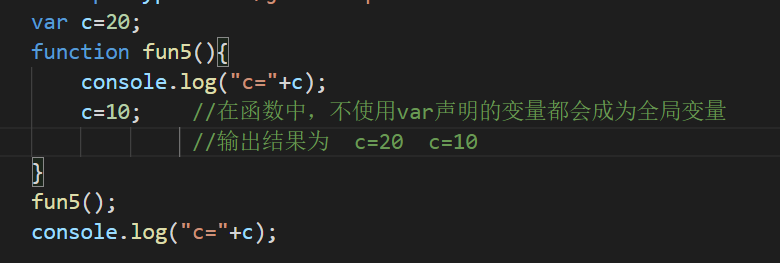 var c=20;
function fun5(){
console.log("c="+c);
c=10; //在函数中，不使用var声明的变量都会成为全局变量
//输出结果为 c=20 c=10
}
fun5();
console.log("c="+c);